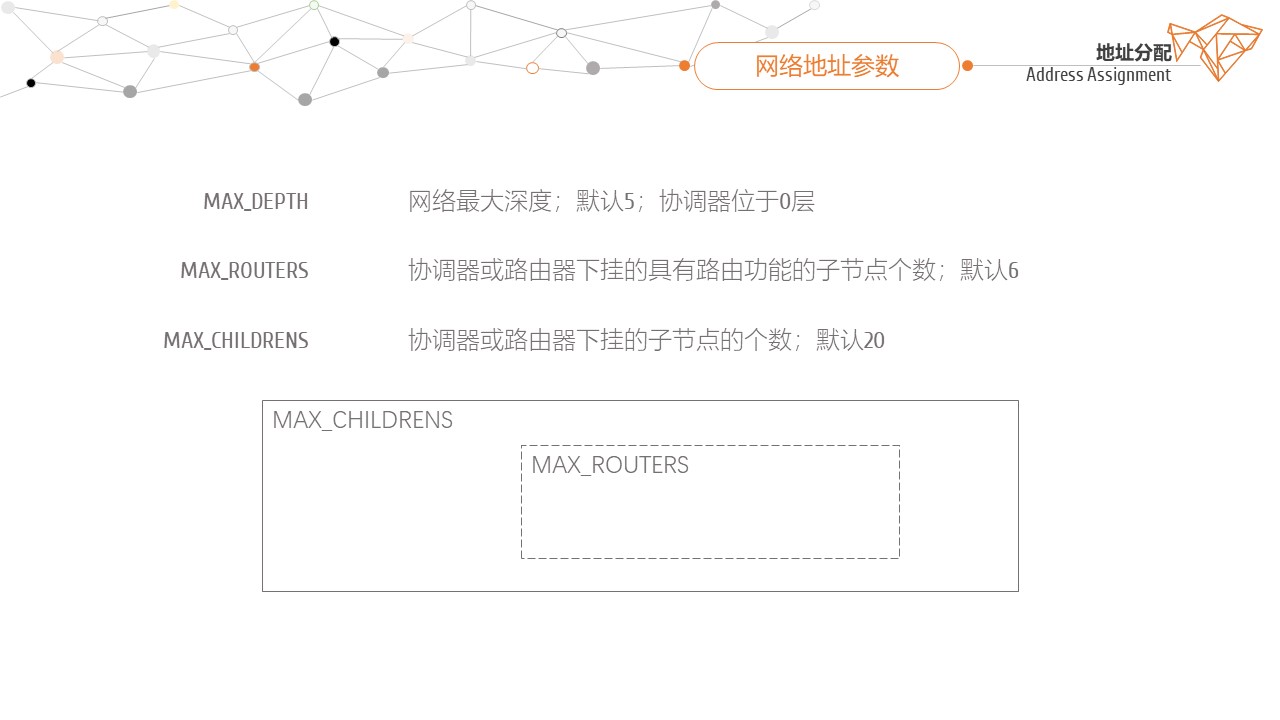 网络地址参数
地址分配
Address Assignment
MAX_DEPTH 网络最大深度；默认5；协调器位于0层
MAX_ROUTERS 协调器或路由器下挂的具有路由功能的子节点个数；默认6
MAX_CHILDRENS 协调器或路由器下挂的子节点的个数；默认20
MAX_CHILDRENS
MAX_ROUTERS